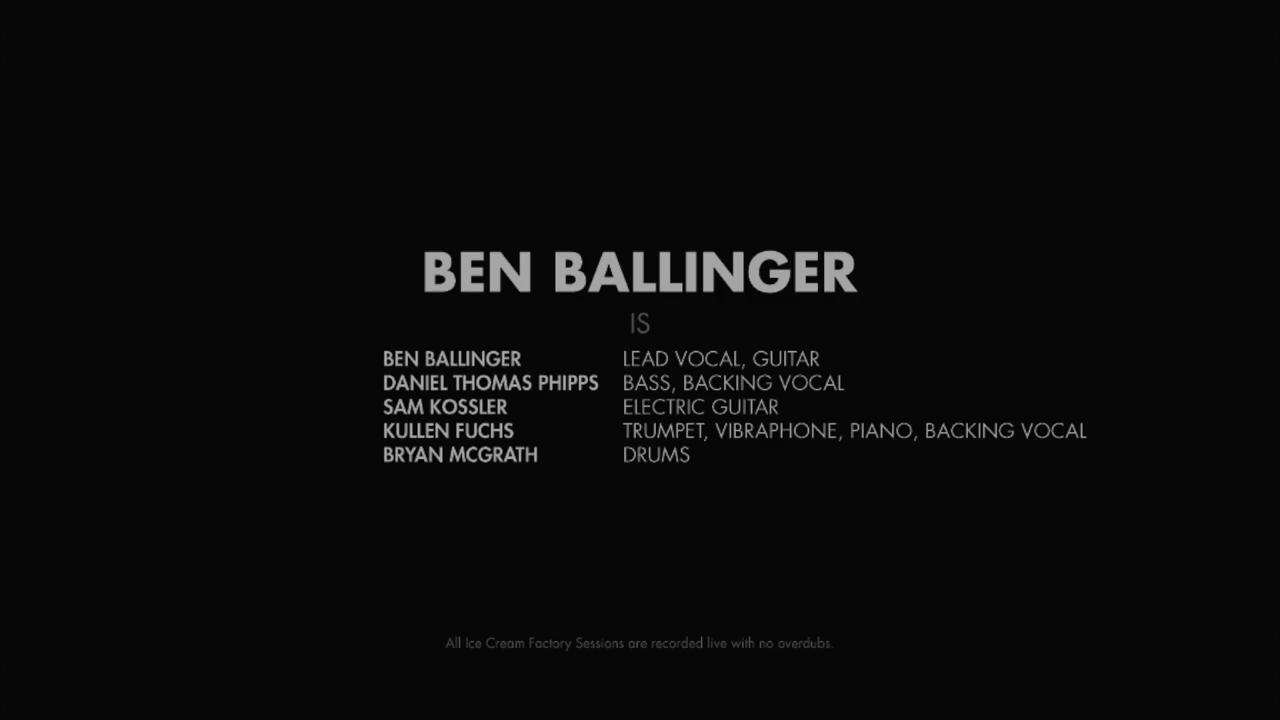 BEN BALLINGER
IS
BEN BALLINGER LEAD VOCAL, GUITAR
DANIEL THOMAS PHIPPS BASS, BACKING VOCAL
SAM KOSSLER ELECTRIC GUITAR
KULLEN FUCHS TRUMPET, VIBRAPHONE, PIANO, BACKING VOCAL
BRYAN MCGRATH DRUMS
All Ice Cream Factory Sessions are recorded live with no overdubs.